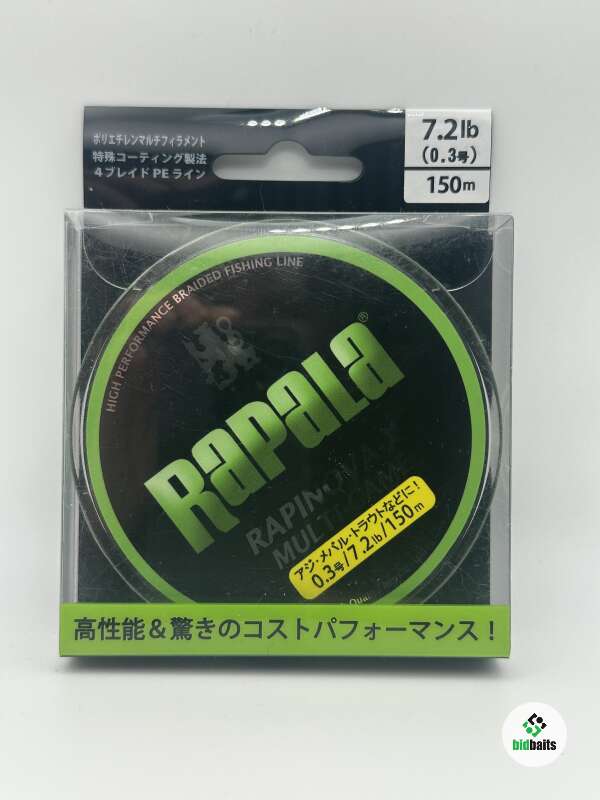 ポリエチレンマルチフィラメント
特殊コーティング製法
4ブレイドPEライン
7.2lb
(0.3号)
150m
HIGH PERFORMANCE BRAIDED FISHING LINE
Rapala®
RAPINOVA-X
MULTI GAME
アジ・メバル・トラウトなどに!
0.3号/7.2lb/150m
高性能&驚きのコストパフォーマンス!
bidbaits